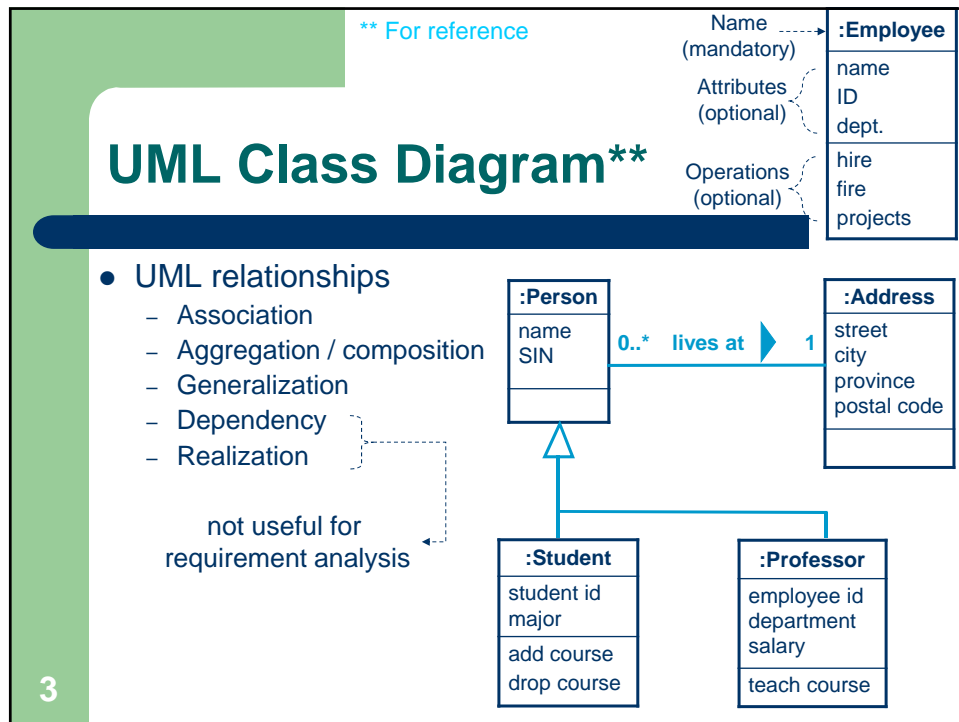 ** For reference
Name
(mandatory)
Attributes
(optional)
Operations
(optional)
:Employee
name
ID
dept.
hire
fire
projects
UML Class Diagram**
● UML relationships
– Association
– Aggregation / composition
– Generalization
– Dependency
– Realization
not useful for
requirement analysis
:Person
name
SIN
0..* lives at 1
:Address
street
city
province
postal code
:Student
student id
major
add course
drop course
:Professor
employee id
department
salary
teach course
3